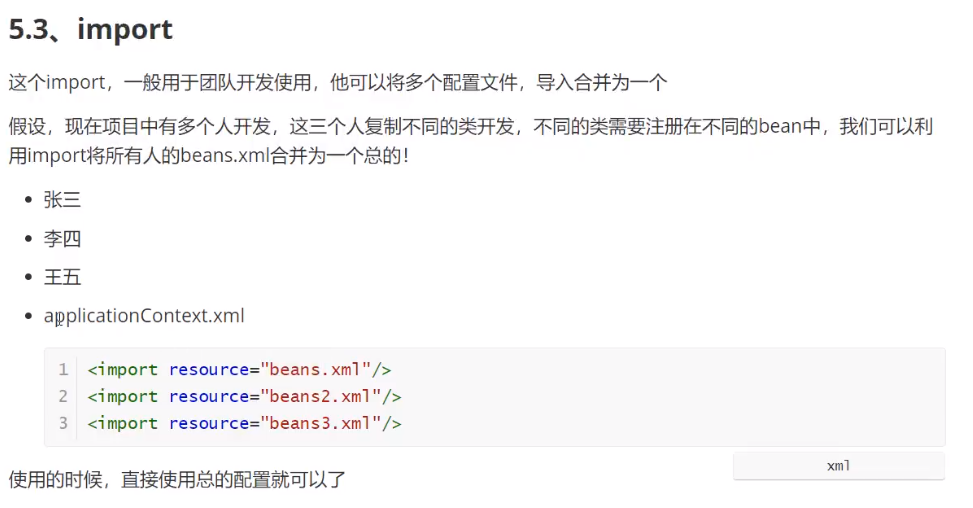 5.3、import
这个import，一般用于团队开发使用，他可以将多个配置文件，导入合并为一个
假设，现在项目中有多个人开发，这三个人复制不同的类开发，不同的类需要注册在不同的bean中，我们可以利
用import将所有人的beans.xml合并为一个总的！
张三
李四
王五
applicationContext.xml
1 <import resource="beans.xml"/>
2 <import resource="beans2.xml"/>
3 <import resource="beans3.xml"/>
xml
使用的时候，直接使用总的配置就可以了